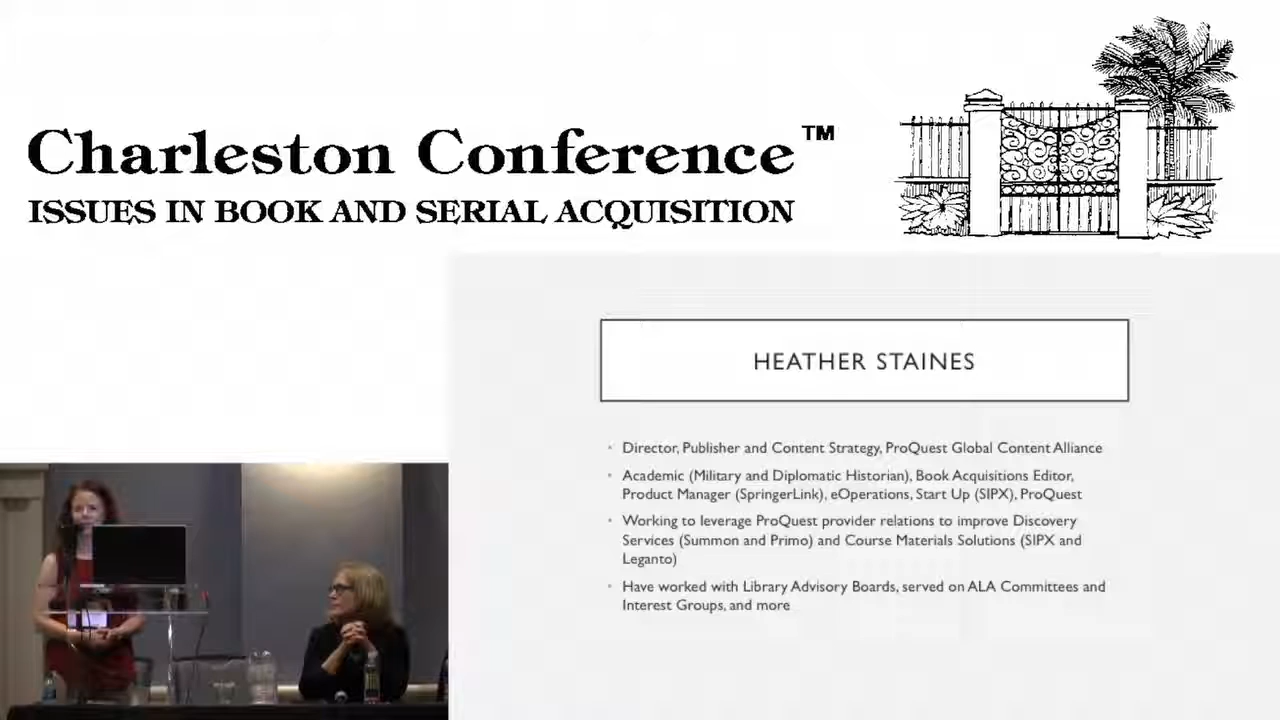 Charleston Conference™
ISSUES IN BOOK AND SERIAL ACQUISITION
HEATHER STAINES
• Director, Publisher and Content Strategy, ProQuest Global Content Alliance
• Academic (Military and Diplomatic Historian), Book Acquisitions Editor,
Product Manager (SpringerLink), eOperations, Start Up (SIPX), ProQuest
• Working to leverage ProQuest provider relations to improve Discovery
Services (Summon and Primo) and Course Materials Solutions (SIPX and
Leganto)
• Have worked with Library Advisory Boards, served on ALA Committees and
Interest Groups, and more